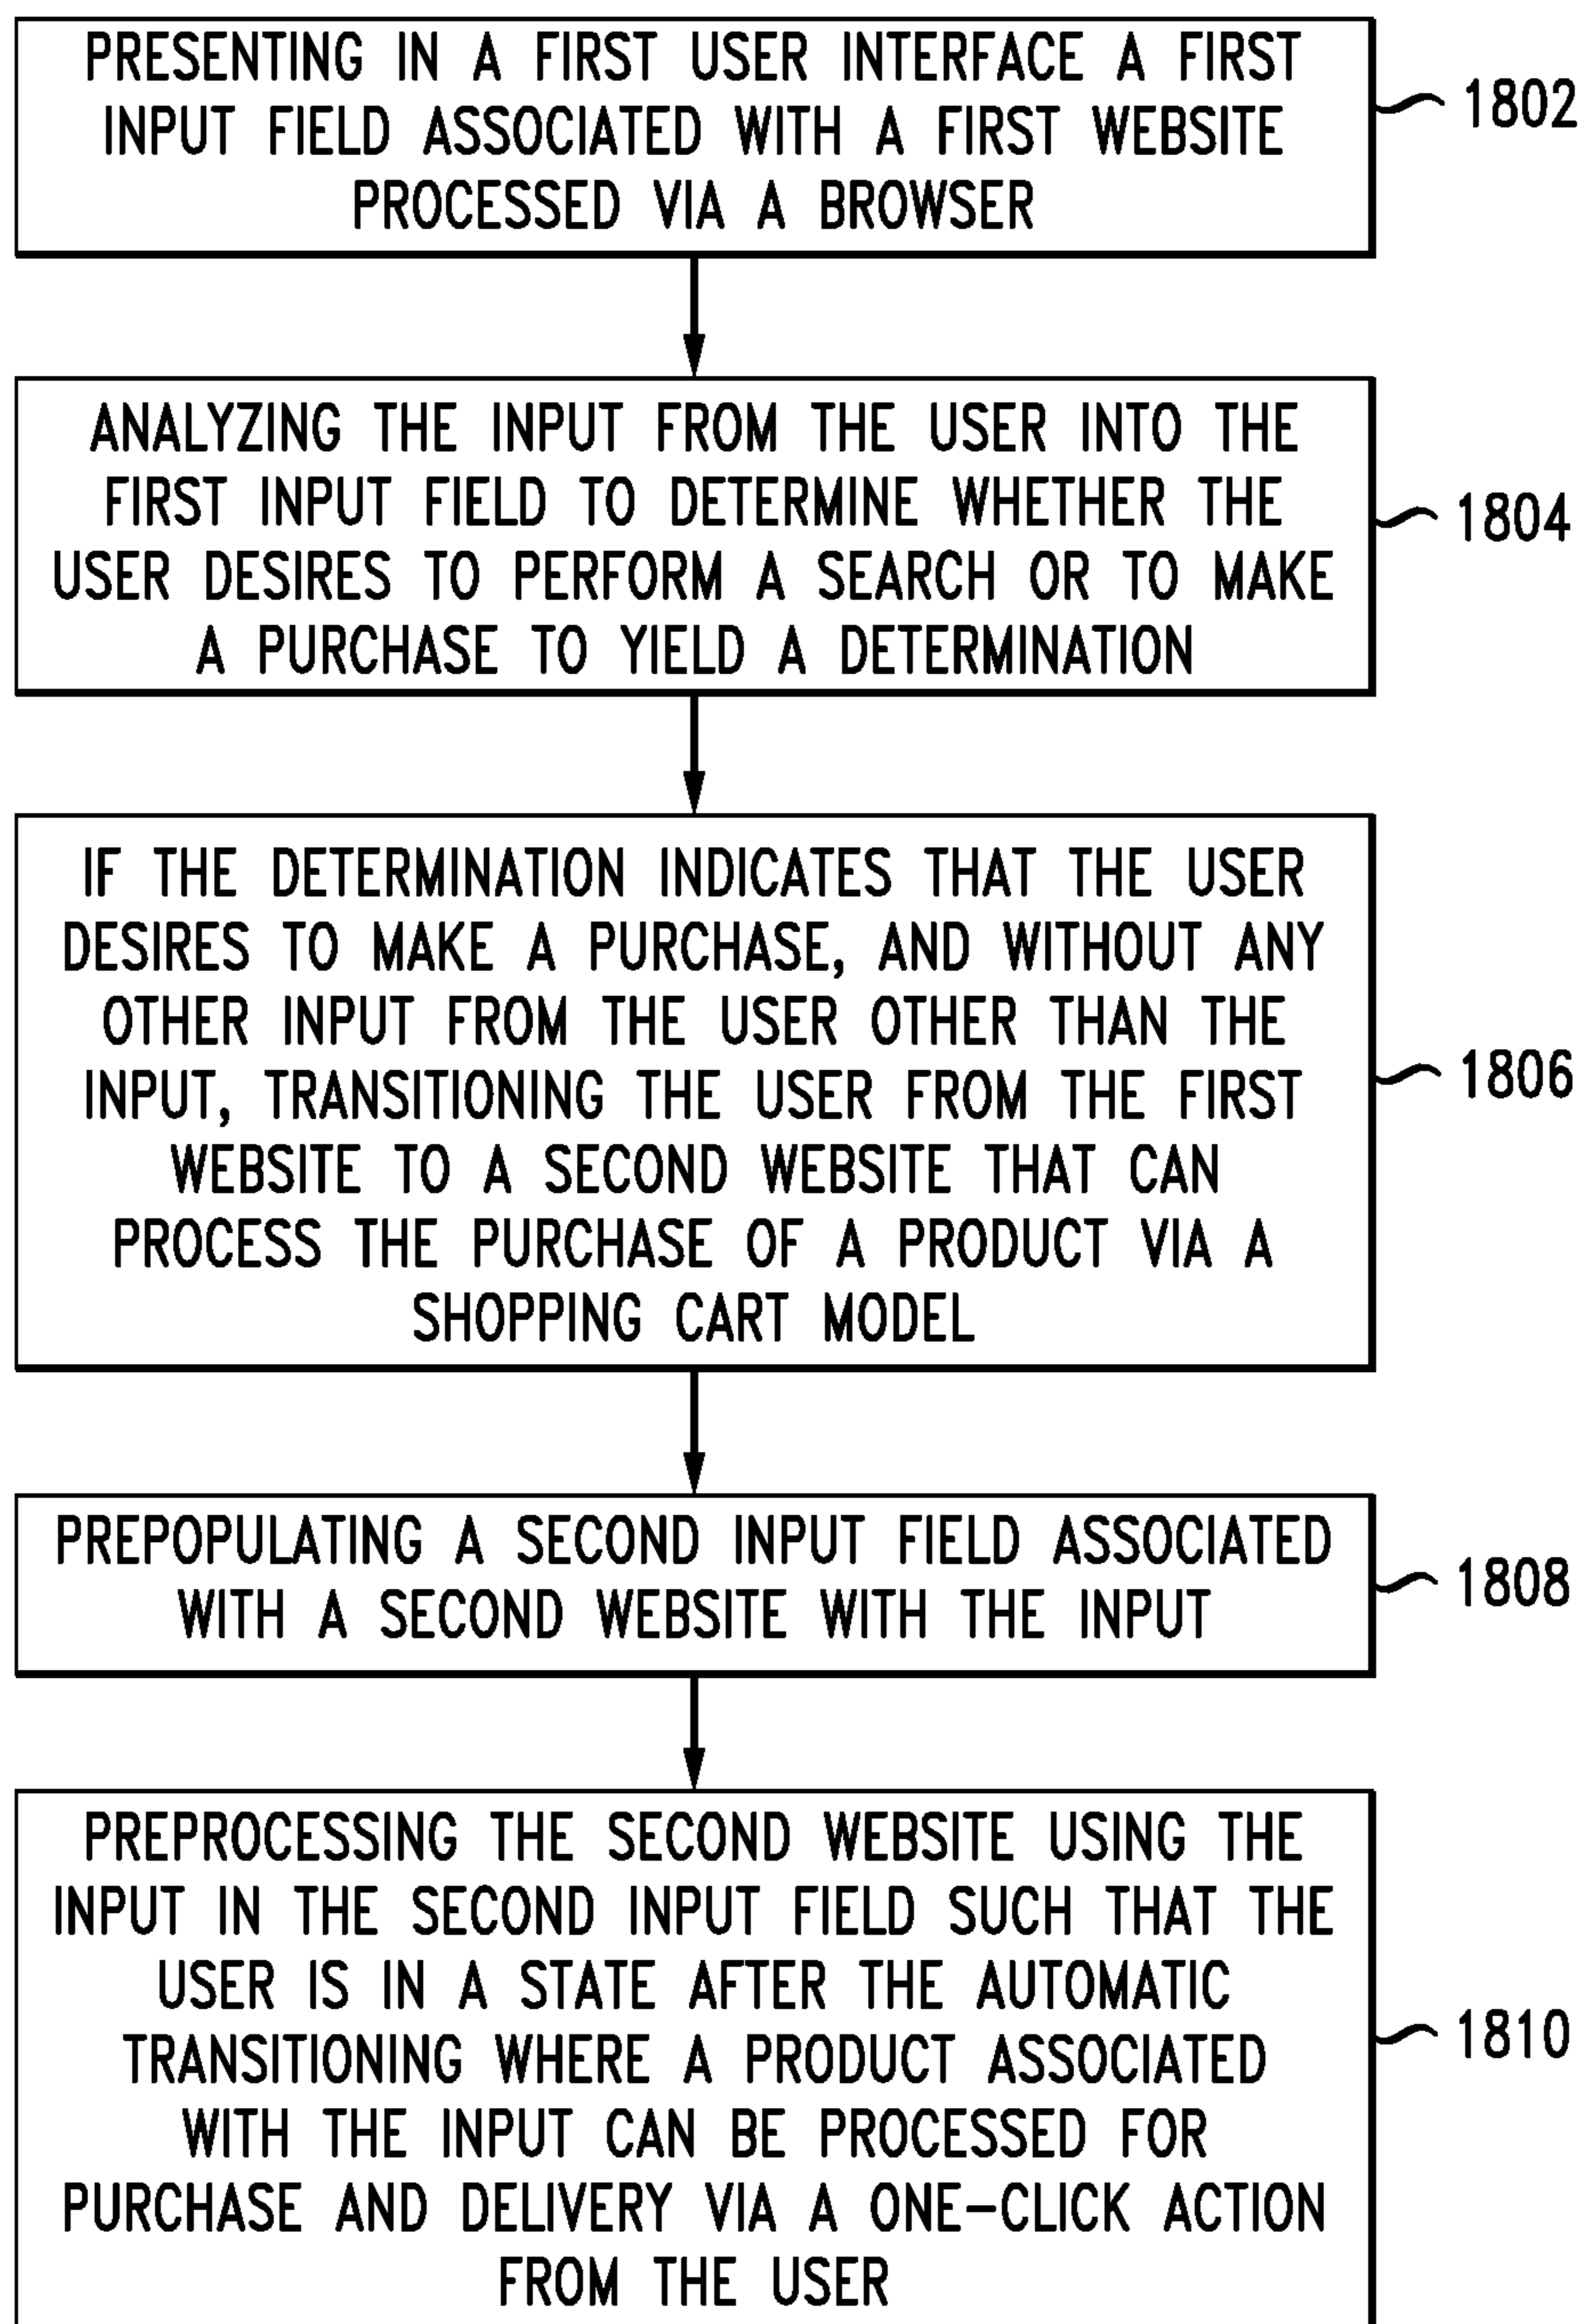 PRESENTING IN A FIRST USER INTERFACE A FIRST
INPUT FIELD ASSOCIATED WITH A FIRST WEBSITE
PROCESSED VIA A BROWSER
1802
ANALYZING THE INPUT FROM THE USER INTO THE
FIRST INPUT FIELD TO DETERMINE WHETHER THE
USER DESIRES TO PERFORM A SEARCH OR TO MAKE
A PURCHASE TO YIELD A DETERMINATION
1804
IF THE DETERMINATION INDICATES THAT THE USER
DESIRES TO MAKE A PURCHASE, AND WITHOUT ANY
OTHER INPUT FROM THE USER OTHER THAN THE
INPUT, TRANSITIONING THE USER FROM THE FIRST
WEBSITE TO A SECOND WEBSITE THAT CAN
PROCESS THE PURCHASE OF A PRODUCT VIA A
SHOPPING CART MODEL
1806
PREPOPULATING A SECOND INPUT FIELD ASSOCIATED
WITH A SECOND WEBSITE WITH THE INPUT
1808
PREPROCESSING THE SECOND WEBSITE USING THE
INPUT IN THE SECOND INPUT FIELD SUCH THAT THE
USER IS IN A STATE AFTER THE AUTOMATIC
TRANSITIONING WHERE A PRODUCT ASSOCIATED
WITH THE INPUT CAN BE PROCESSED FOR
PURCHASE AND DELIVERY VIA A ONE-CLICK ACTION
FROM THE USER
1810